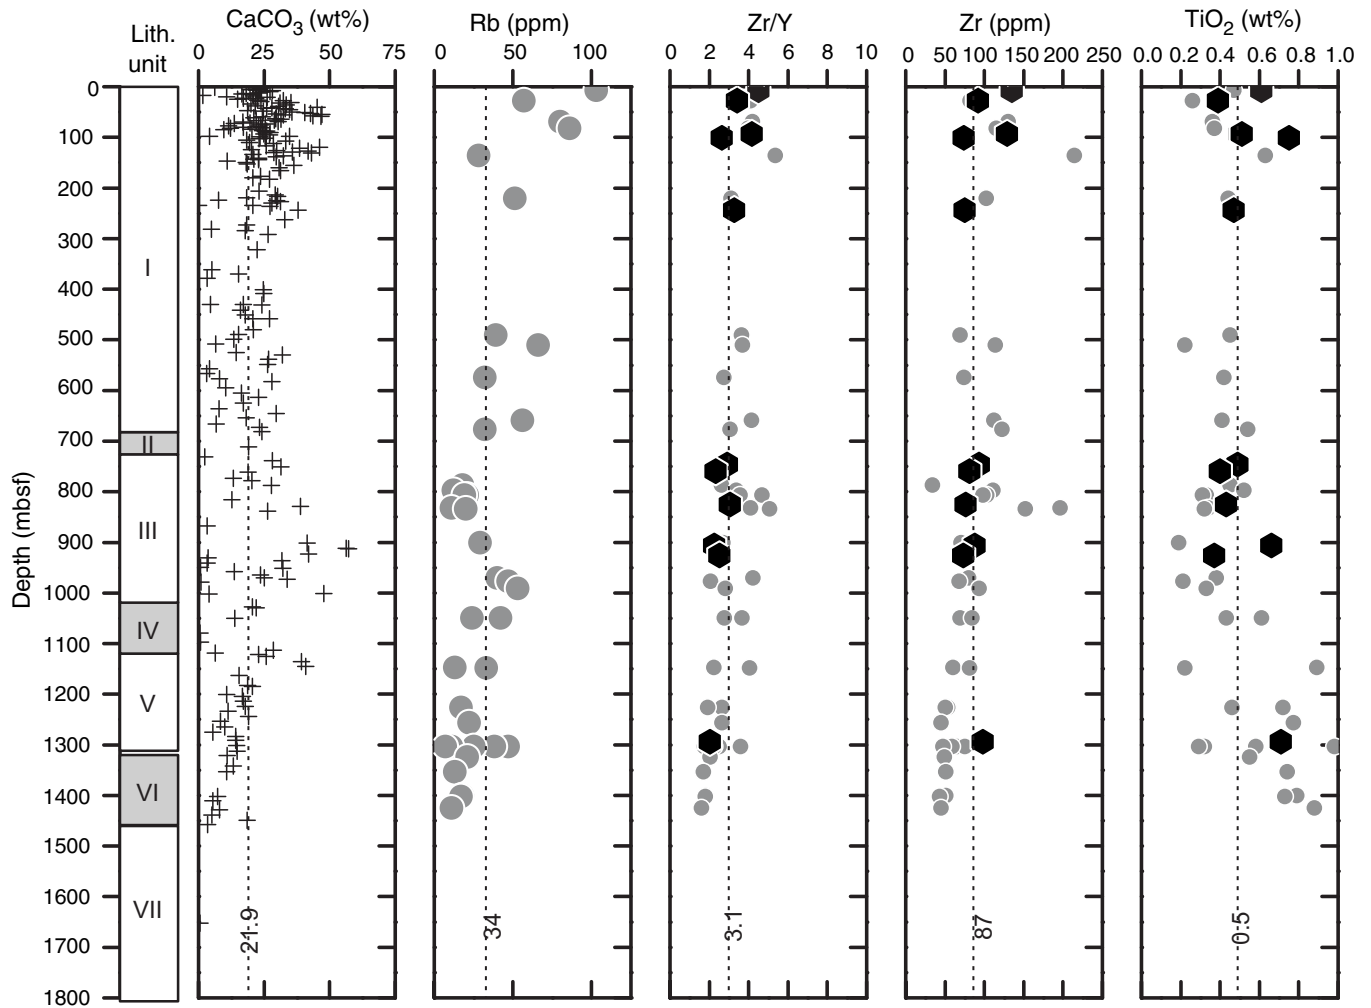 Lith.
unit
CaCO3 (wt%)
Rb (ppm)
Zr/Y
Zr (ppm)
TiO2 (wt%)
0 25 50 75
0 50 100
0 2 4 6 8 10
0 50 100 150 200 250
0.0 0.2 0.4 0.6 0.8 1.0
Depth (mbsf)
0
100
200
300
400
500
600
700
800
900
1000
1100
1200
1300
1400
1500
1600
1700
1800
I
II
III
IV
V
VI
VII
21.9
34
3.1
87
0.5